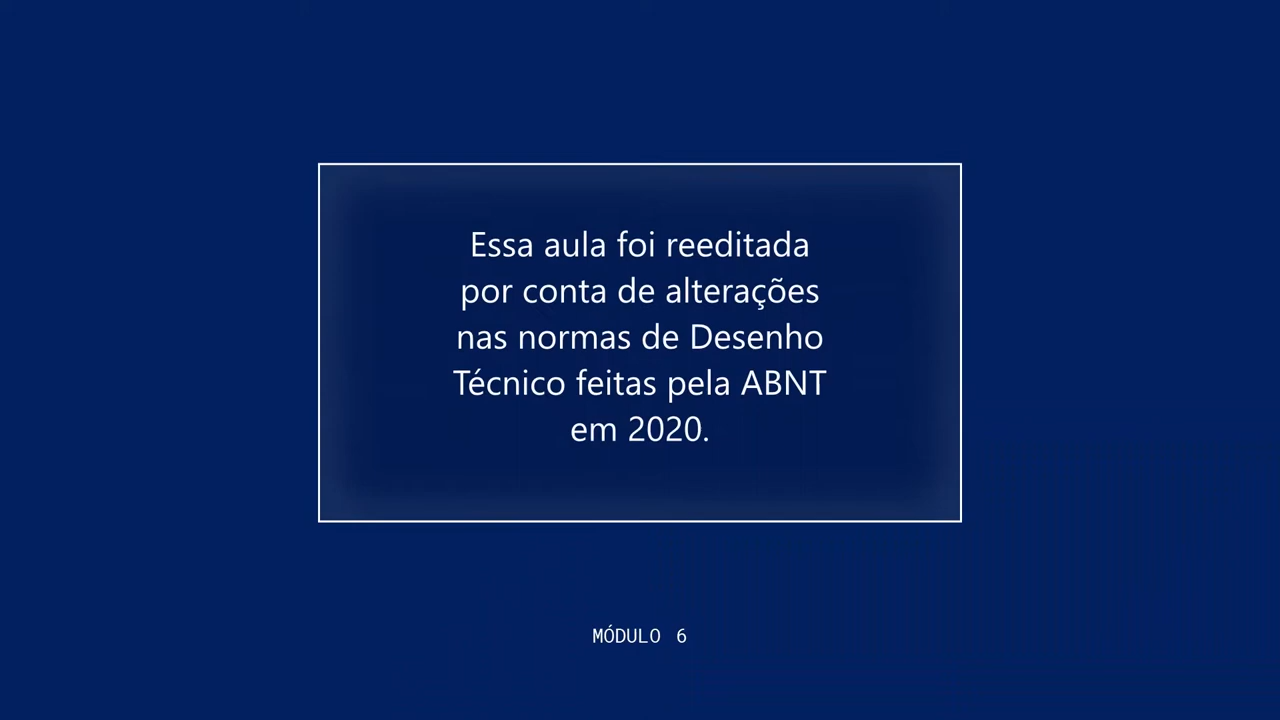 Essa aula foi reeditada
por conta de alterações
nas normas de Desenho
Técnico feitas pela ABNT
em 2020.
MÓDULO 6